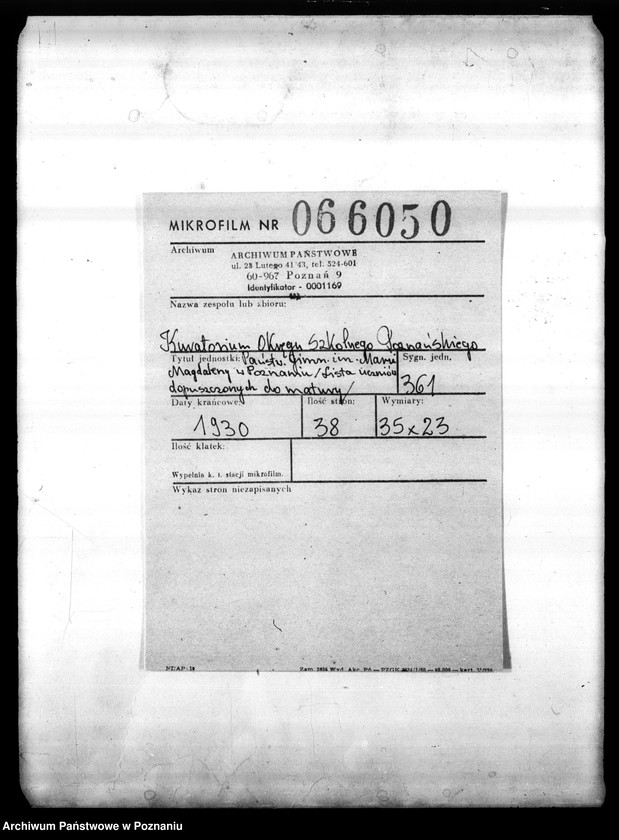 MIKROFILM NR 066050
Archiwum
ARCHIWUM PAŃSTWOWE
ul. 23 Lutego 41/43, tel. 524-601
60-967 Poznań 9
Identyfikator - 0001169
Nazwa zespołu lub zbioru:
Kuratorium Okręgu Szkolnego Poznańskiego
Tytuł jednostki: Państw. Gimn. im. Marii
Magdaleny w Poznaniu /Lista uczniów
dopuszczonych do matury/
Sygn. jedn.
361
Daty krańcowe:
1930
Ilość stron:
38
Wymiary:
35x23
Ilość klatek:
Wypełnia k. t. stacji mikrofilm.
Wykaz stron niezapisanych
Archiwum Państwowe w Poznaniu